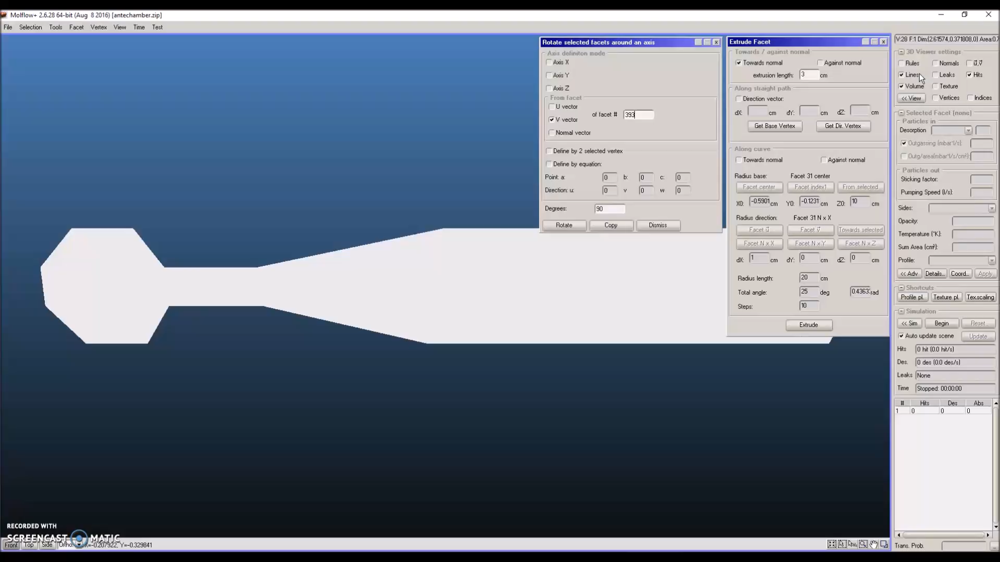 Molflow+ 2.6.28 64-bit (Aug 8 2016) [antechamber.zip]
File Selection Tools Facet Vertex View Time Test
Rotate selected facets around an axis
Axis definiton mode
Axis X
Axis Y
Axis Z
From facet
U vector
of facet # 393
V vector
Normal vector
Define by 2 selected vertex
Define by equation:
Point: a: 0 b: 0 c: 0
Direction: u: 0 v 0 w 0
Degrees: 90
Rotate Copy Dismiss
Extrude Facet
Towards / against normal
Towards normal Against normal
extrusion length: 3 cm
Along straight path
Direction vector:
dX: cm dY: cm dZ: cm
Get Base Vertex Get Dir. Vertex
Along curve
Towards normal Against normal
Radius base: Facet 31 center
Facet center Facet index1 From selected
X0: -0.5901 cm Y0: -0.1231 cm Z0: 10 cm
Radius direction: Facet 31 N x X
Facet û Facet v Towards selected
Facet N x X Facet N x Y Facet N x Z
dX: 1 cm dY: 0 cm dZ: 0 cm
Radius length: 20 cm
Total angle: 25 deg 0.4363 rad
Steps: 10
Extrude
V:28 F:1 Dim:(2.61574,0.371808,0) Area:0.7
3D Viewer settings
Rules Normals ū,v̄
Lines Leaks Hits
Volume Texture
<< View Vertices Indices
Selected Facet (none)
Particles in
Desorption
Outgassing (mbar*l/s):
Outg/area(mbar*l/s/cm²):
Particles out
Sticking factor:
Pumping Speed (l/s):
Sides:
Opacity:
Temperature (°K):
Sum Area (cm²):
Profile:
<< Adv Details... Coord... Apply
Shortcuts
Profile pl. Texture pl. Tex.scaling
Simulation
<< Sim Begin Reset
Auto update scene Update
Hits 0 hit (0.0 hit/s)
Des. 0 des (0.0 des/s)
Leaks None
Time Stopped: 00:00:00
# Hits Des Abs
1 0 0 0
Trans. Prob. ...
RECORDED WITH
SCREENCAST MATIC
Front Top Side Ortho. X=-0.207922, Y=-0.329841